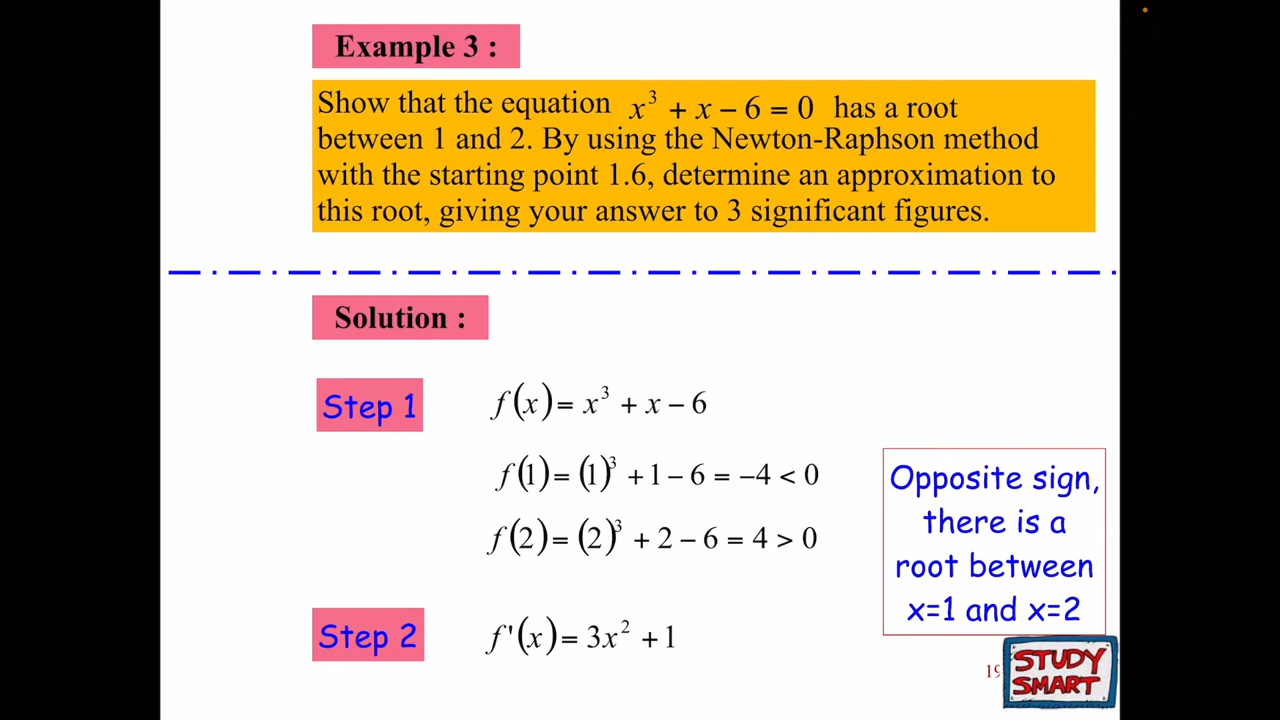 Example 3 :
Show that the equation x³ + x − 6 = 0 has a root
between 1 and 2. By using the Newton-Raphson method
with the starting point 1.6, determine an approximation to
this root, giving your answer to 3 significant figures.
Solution :
Step 1
f(x) = x³ + x − 6
f(1) = (1)³ + 1 − 6 = −4 < 0
f(2) = (2)³ + 2 − 6 = 4 > 0
Opposite sign,
there is a
root between
x=1 and x=2
Step 2
f'(x) = 3x² + 1
19
STUDY
SMART